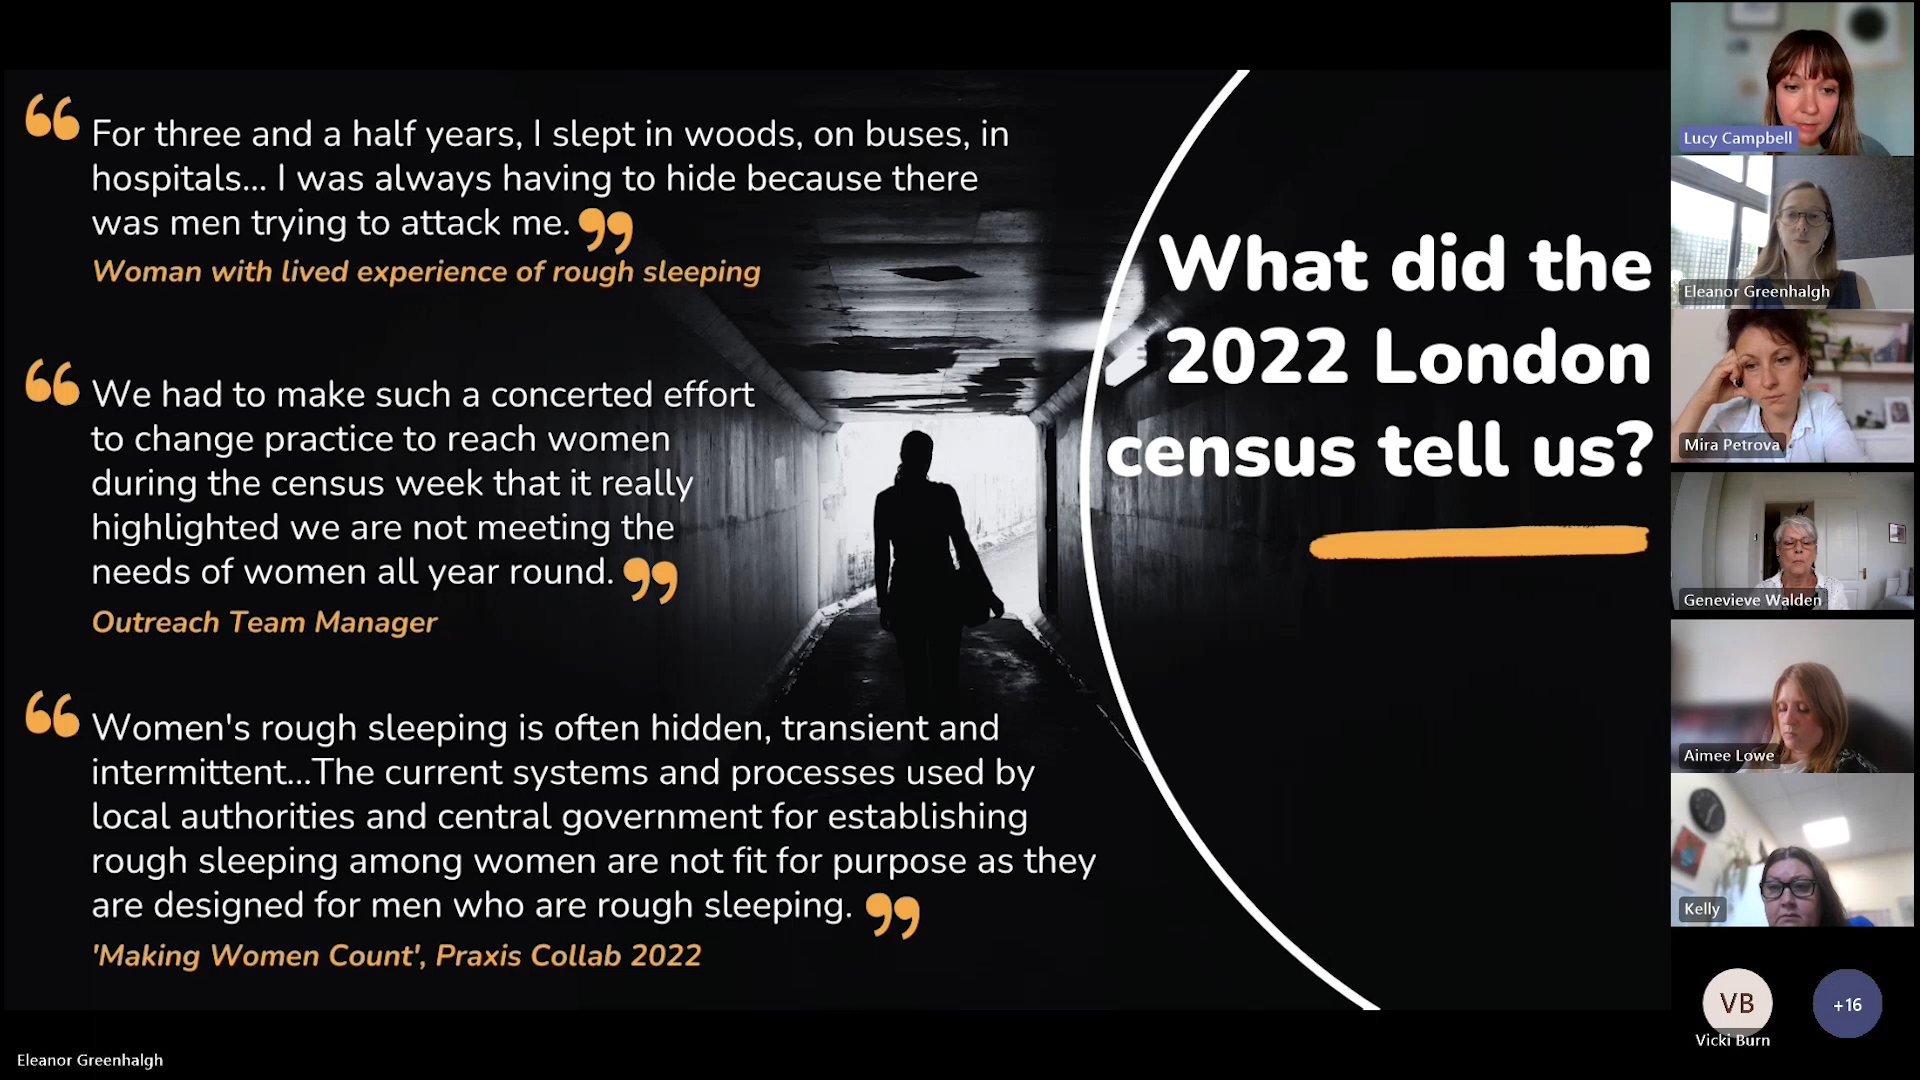 “ For three and a half years, I slept in woods, on buses, in
hospitals... I was always having to hide because there
was men trying to attack me. ”
Woman with lived experience of rough sleeping
“ We had to make such a concerted effort
to change practice to reach women
during the census week that it really
highlighted we are not meeting the
needs of women all year round. ”
Outreach Team Manager
“ Women's rough sleeping is often hidden, transient and
intermittent...The current systems and processes used by
local authorities and central government for establishing
rough sleeping among women are not fit for purpose as they
are designed for men who are rough sleeping. ”
'Making Women Count', Praxis Collab 2022
What did the
2022 London
census tell us?
Lucy Campbell
Eleanor Greenhalgh
Mira Petrova
Genevieve Walden
Aimee Lowe
Kelly
VB
Vicki Burn
+16
Eleanor Greenhalgh